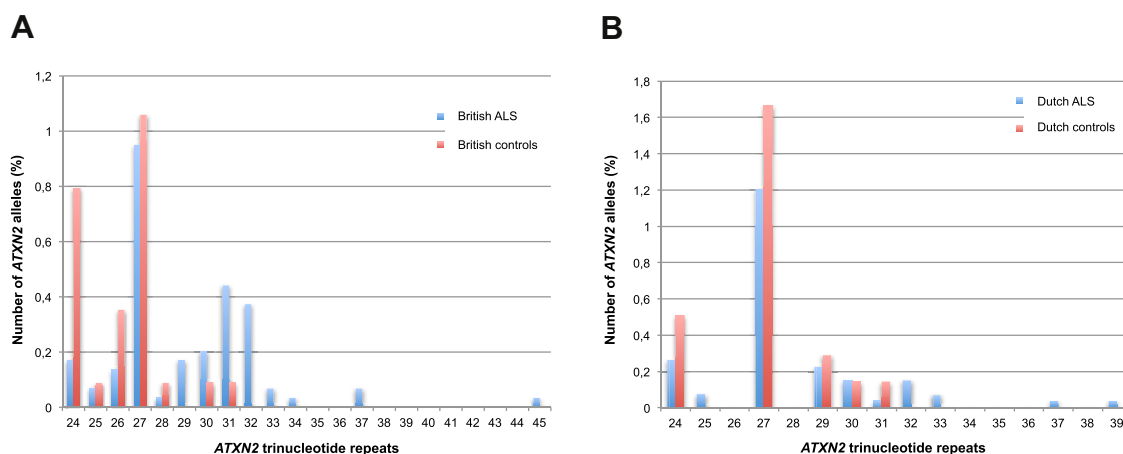 A
B
Number of ATXN2 alleles (%)
1,2
1
0,8
0,6
0,4
0,2
0
British ALS
British controls
24 25 26 27 28 29 30 31 32 33 34 35 36 37 38 39 40 41 42 43 44 45
ATXN2 trinucleotide repeats
Number of ATXN2 alleles (%)
1,8
1,6
1,4
1,2
1
0,8
0,6
0,4
0,2
0
Dutch ALS
Dutch controls
24 25 26 27 28 29 30 31 32 33 34 35 36 37 38 39
ATXN2 trinucleotide repeats